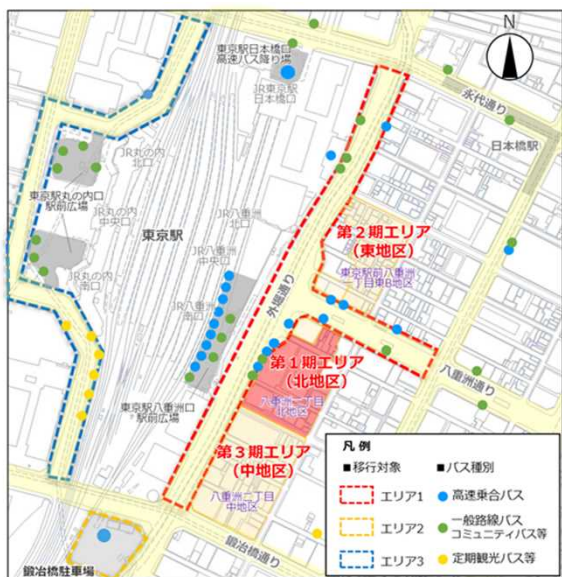 N
東京駅日本橋口
高速バス降り場
JR東京駅
日本橋口
永代通り
日本橋駅
JR丸の内
北口
東京駅丸の内口
駅前広場
JR丸の内
中央口
東京駅
JR八重洲
北口
JR八重洲
中央口
JR丸の内
南口
JR八重洲
南口
外堀通り
第2期エリア
(東地区)
東京駅前八重洲
一丁目東B地区
八重洲通り
第1期エリア
(北地区)
八重洲二丁目
北地区
東京駅八重洲口
駅前広場
第3期エリア
(中地区)
八重洲二丁目
中地区
鍛冶橋通り
鍛冶橋駐車場
凡例
■移行対象 ■バス種別
エリア1 高速乗合バス
エリア2 一般路線バス
コミュニティバス等
エリア3 定期観光バス等